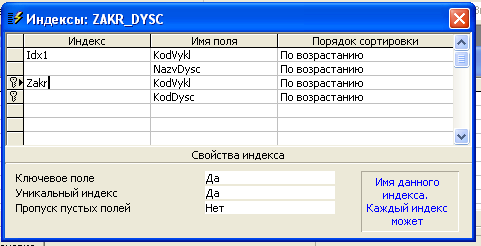 Индексы: ZAKR_DYSC
Индекс Имя поля Порядок сортировки
Idx1 KodVykl По возрастанию
NazvDysc По возрастанию
Zakr KodVykl По возрастанию
KodDysc По возрастанию
Свойства индекса
Ключевое поле Да
Уникальный индекс Да
Пропуск пустых полей Нет
Имя данного
индекса.
Каждый индекс
может